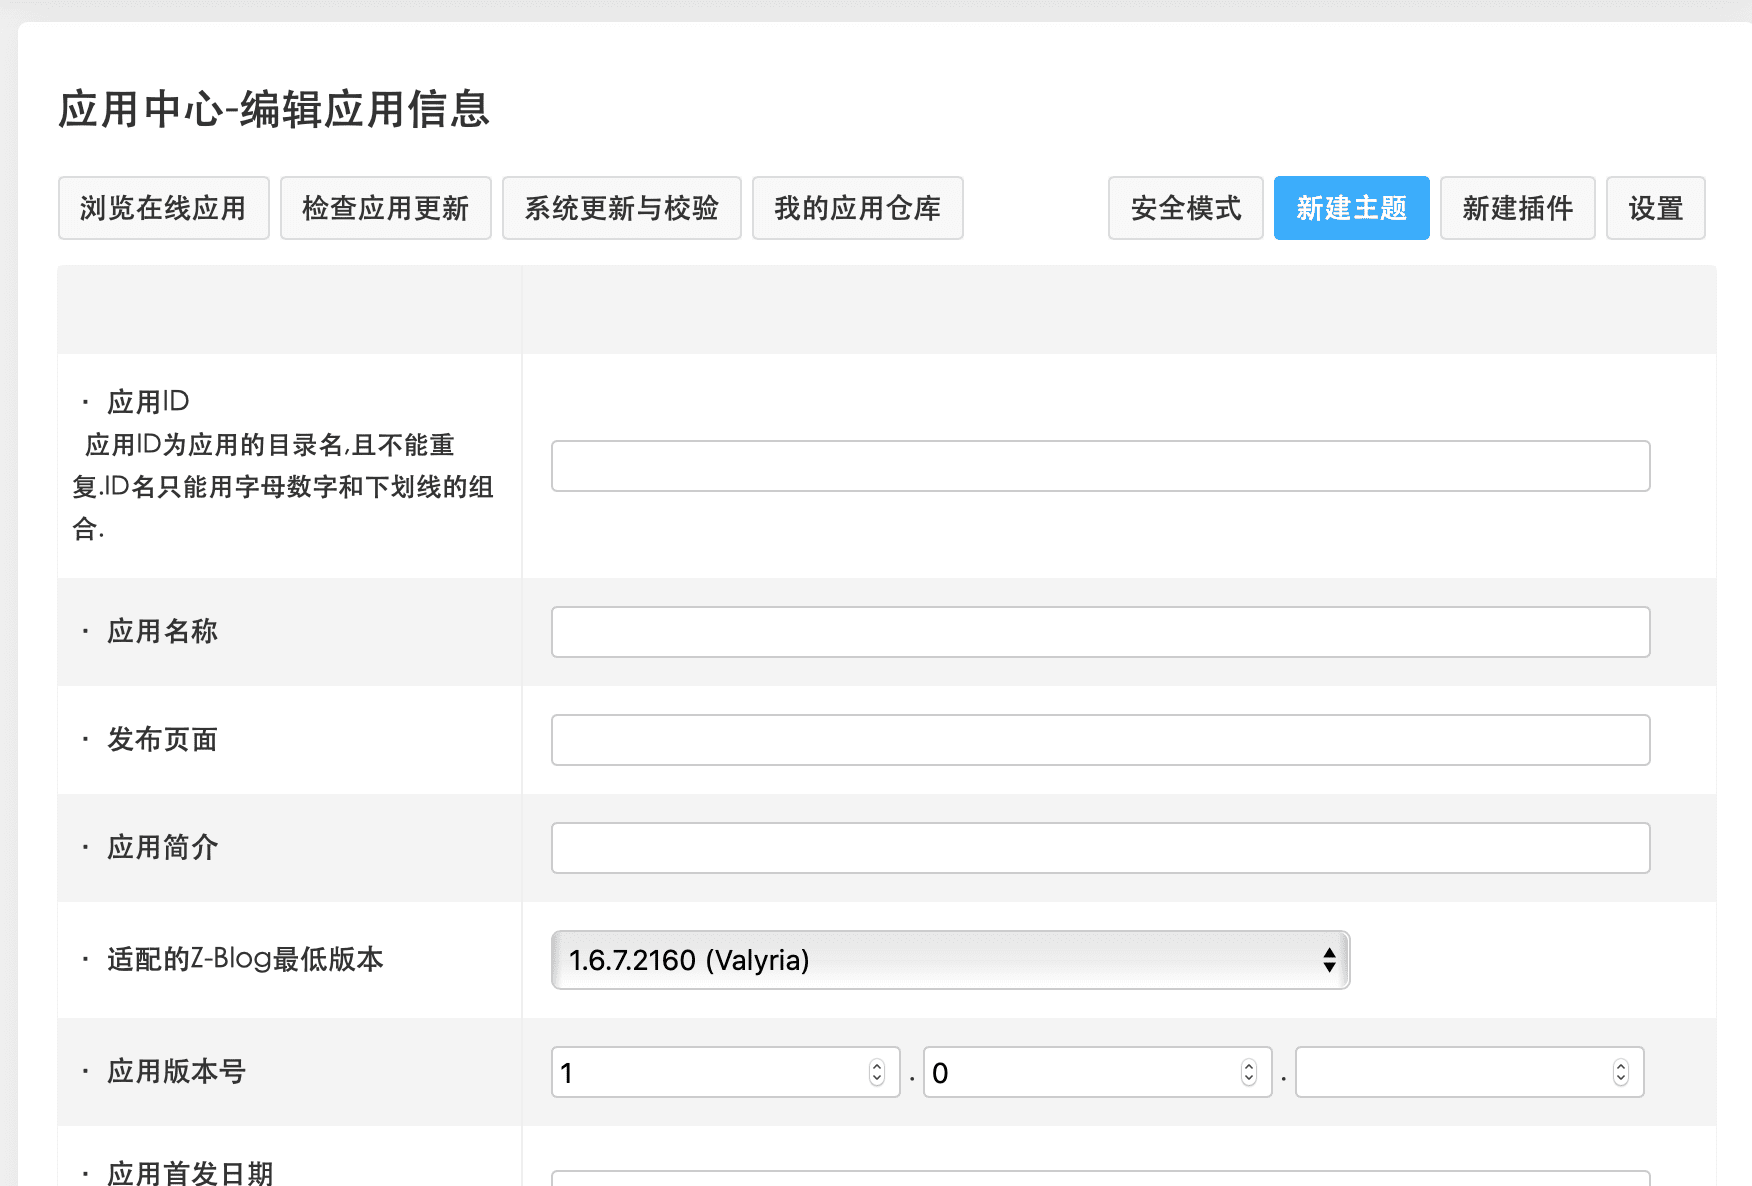 应用中心-编辑应用信息
浏览在线应用 检查应用更新 系统更新与校验 我的应用仓库 安全模式 新建主题 新建插件 设置
· 应用ID
应用ID为应用的目录名,且不能重
复.ID名只能用字母数字和下划线的组
合.
· 应用名称
· 发布页面
· 应用简介
· 适配的Z-Blog最低版本 1.6.7.2160 (Valyria)
· 应用版本号 1 . 0 .
· 应用首发日期